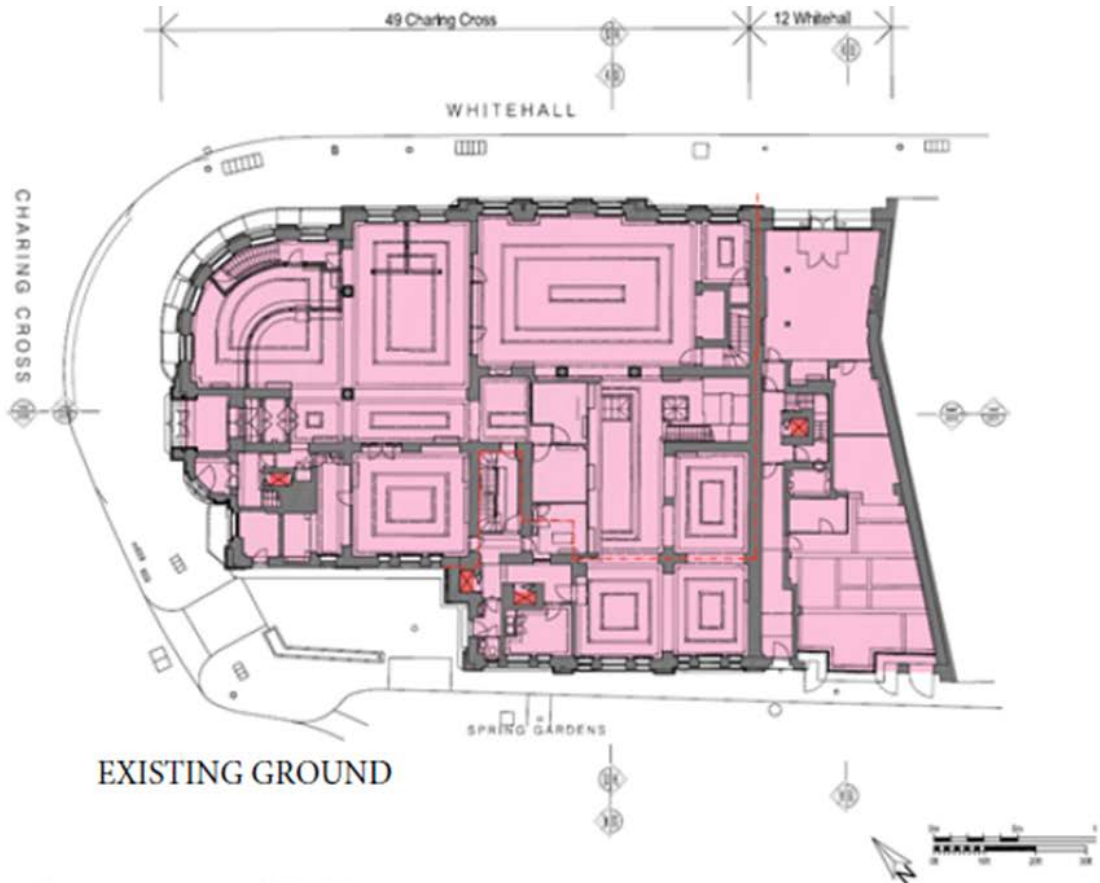 49 Charing Cross
12 Whitehall
WHITEHALL
CHARING CROSS
SPRING GARDENS
EXISTING GROUND